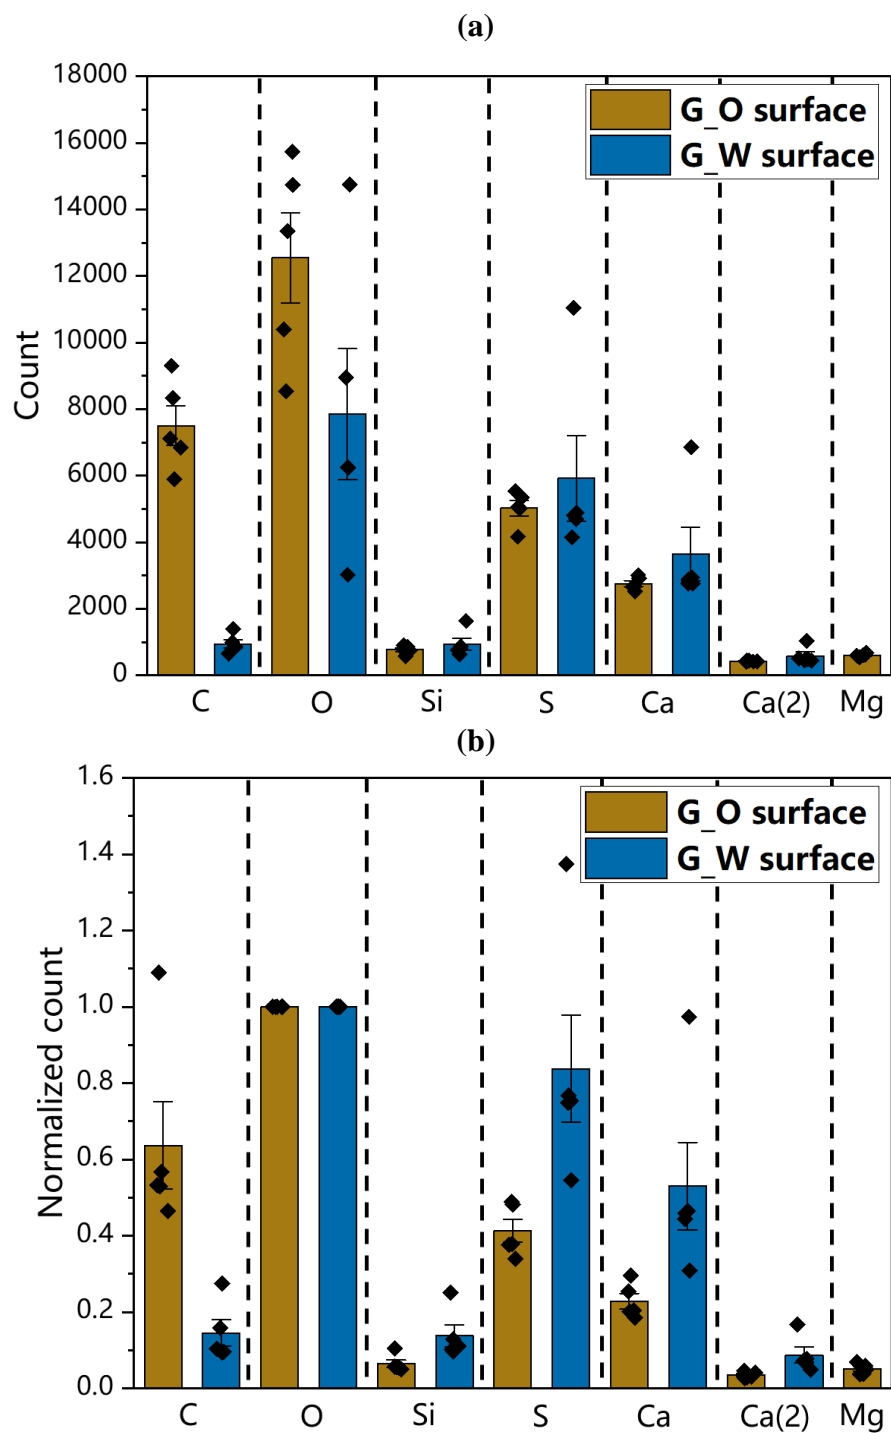 (a)
18000
16000
14000
12000
10000
8000
6000
4000
2000
0
Count
G_O surface
G_W surface
C O Si S Ca Ca(2) Mg
(b)
1.6
1.4
1.2
1.0
0.8
0.6
0.4
0.2
0.0
Normalized count
G_O surface
G_W surface
C O Si S Ca Ca(2) Mg